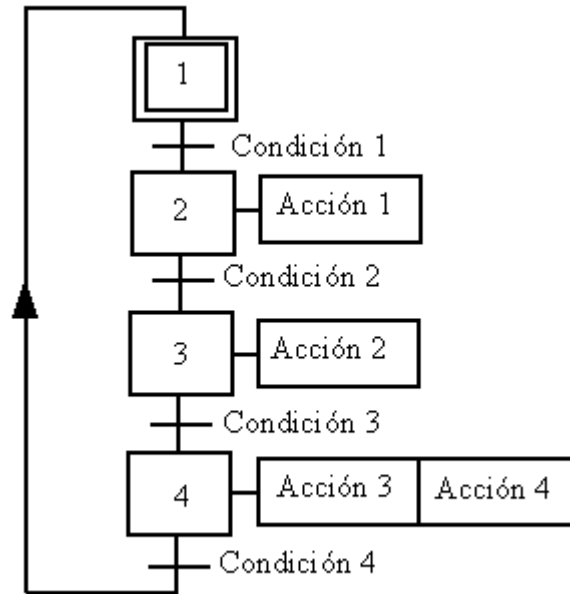 1
Condición 1
2 Acción 1
Condición 2
3 Acción 2
Condición 3
4 Acción 3 Acción 4
Condición 4